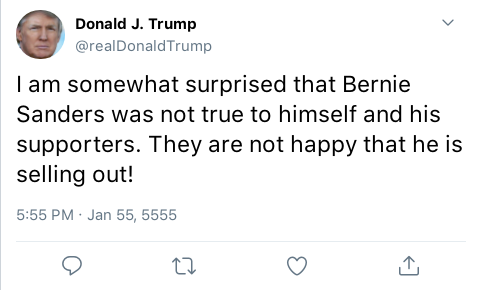 Donald J. Trump
@realDonaldTrump
I am somewhat surprised that Bernie
Sanders was not true to himself and his
supporters. They are not happy that he is
selling out!
5:55 PM · Jan 55, 5555